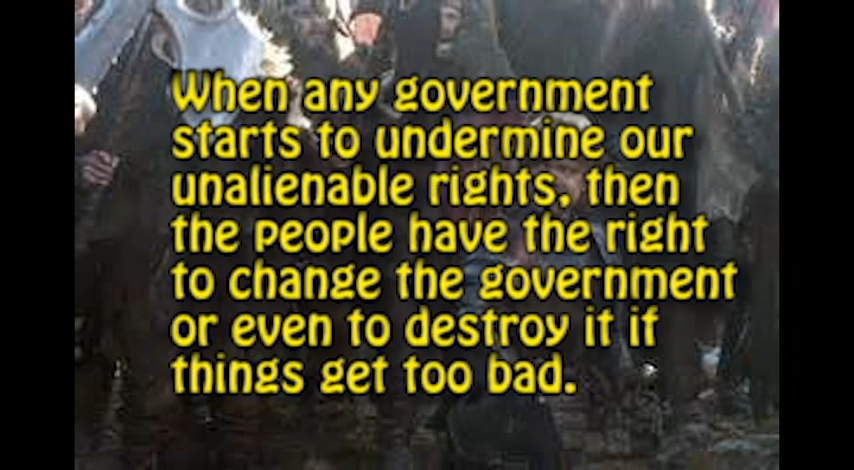 When any government
starts to undermine our
unalienable rights, then
the people have the right
to change the government
or even to destroy it if
things get too bad.